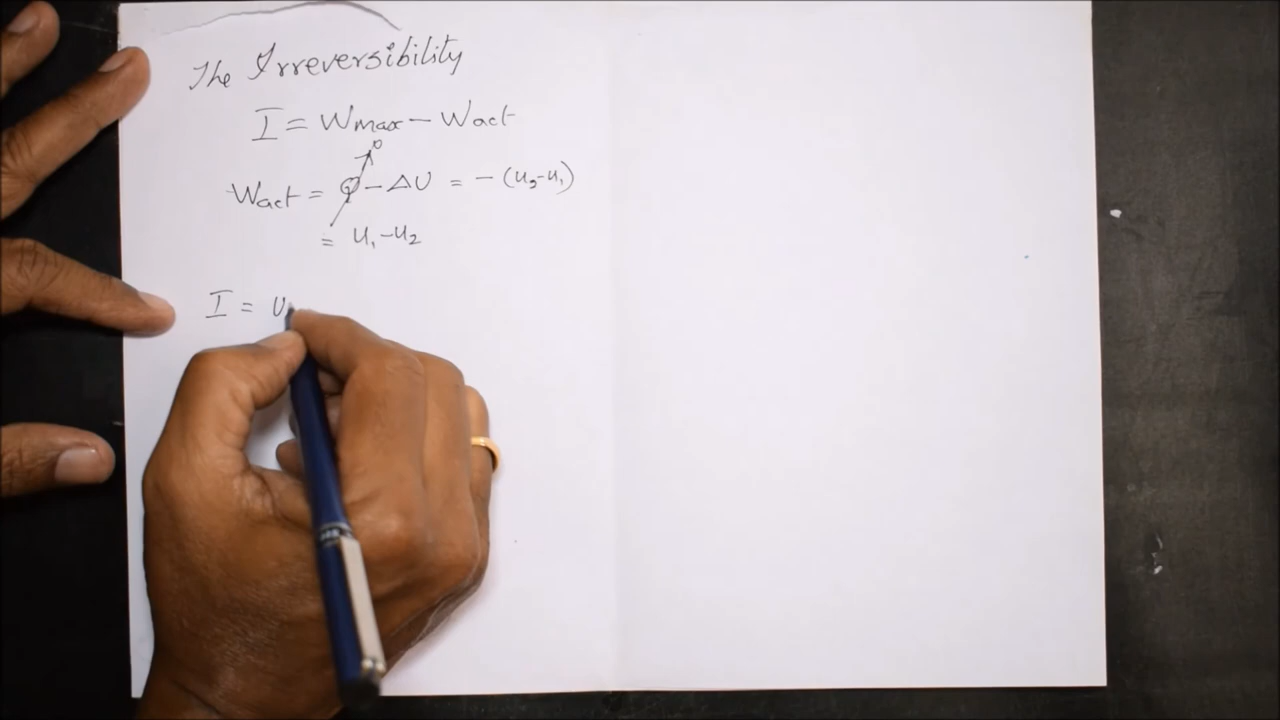 The Irreversibility
I = Wmax - Wact
Wact = Q - ΔU = - (U2-U1)
0
= U1-U2
I = U